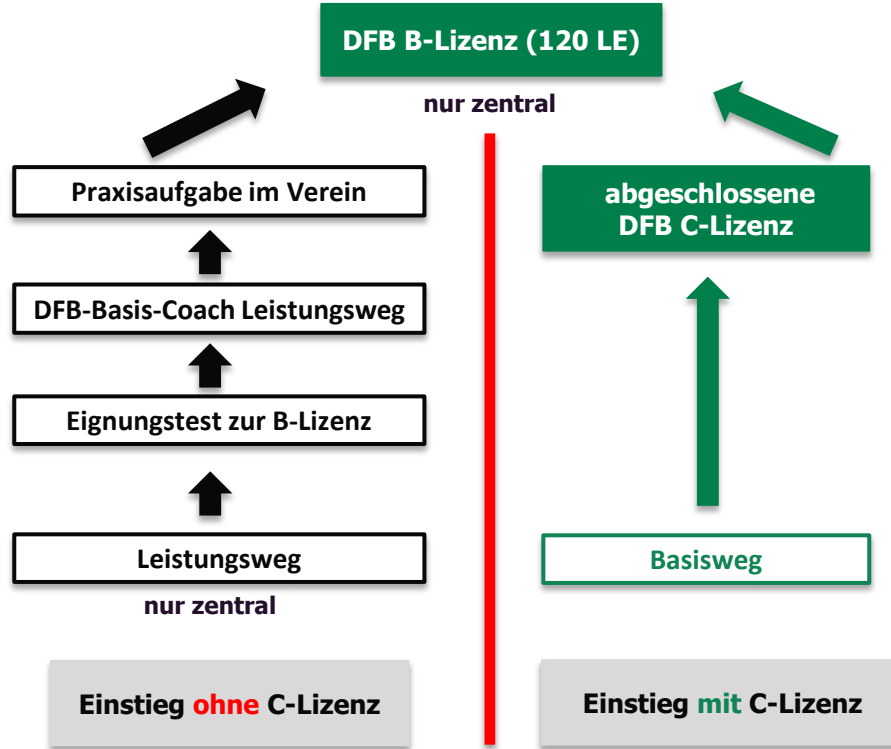 DFB B-Lizenz (120 LE)
nur zentral
Praxisaufgabe im Verein
DFB-Basis-Coach Leistungsweg
Eignungstest zur B-Lizenz
Leistungsweg
nur zentral
Einstieg ohne C-Lizenz
abgeschlossene
DFB C-Lizenz
Basisweg
Einstieg mit C-Lizenz